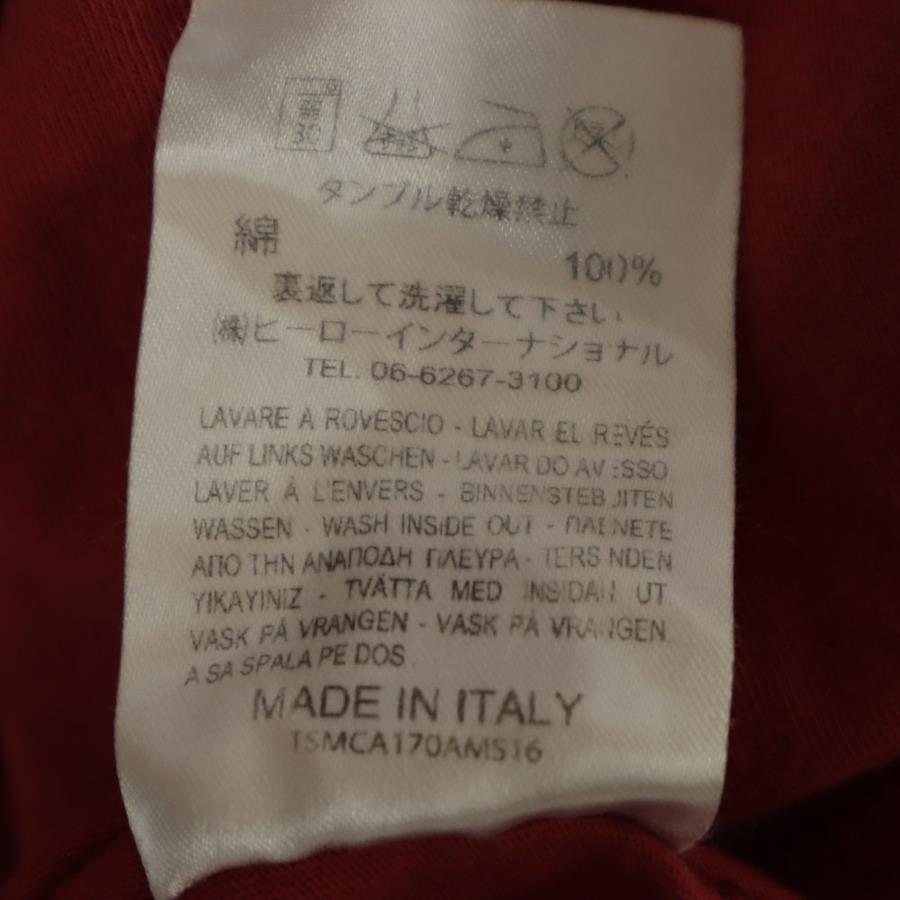 30
タンブル乾燥禁止
綿 100%
裏返して洗濯して下さい
(株)ヒーローインターナショナル
TEL. 06-6267-3100
LAVARE A ROVESCIO - LAVAR EL REVÉS
AUF LINKS WASCHEN - LAVAR DO AVESSO
LAVER À L'ENVERS - BINNENSTEBUITEN
WASSEN - WASH INSIDE OUT - ΠΛΕΝΕΤΕ
ΑΠΟ ΤΗΝ ΑΝΑΠΟΔΗ ΠΛΕΥΡΑ - TERSINDEN
YIKAYINIZ - TVÄTTA MED INSIDAN UT
VASK PÅ VRANGEN - VASK PÅ VRANGEN
A SA SPALA PE DOS
MADE IN ITALY
TSMCA170AMS16